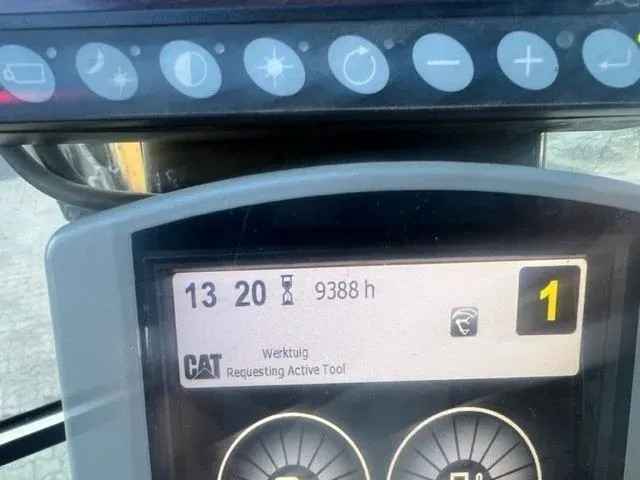 13 20 9388 h
1
Werktuig
CAT Requesting Active Tool